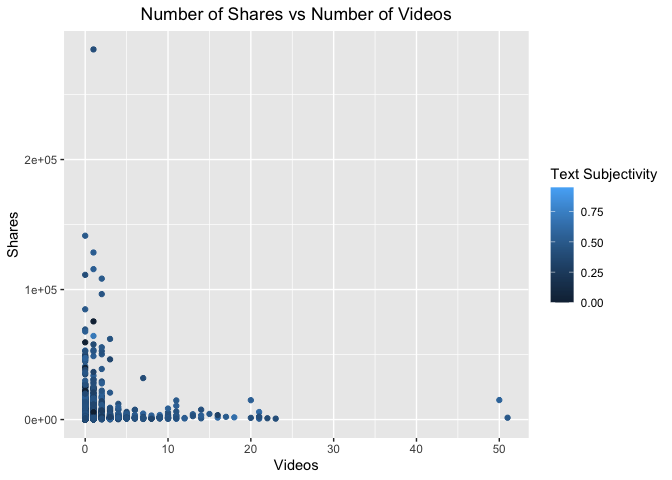 Number of Shares vs Number of Videos
Shares
2e+05
1e+05
0e+00
0
10
20
30
40
50
Videos
Text Subjectivity
0.75
0.50
0.25
0.00